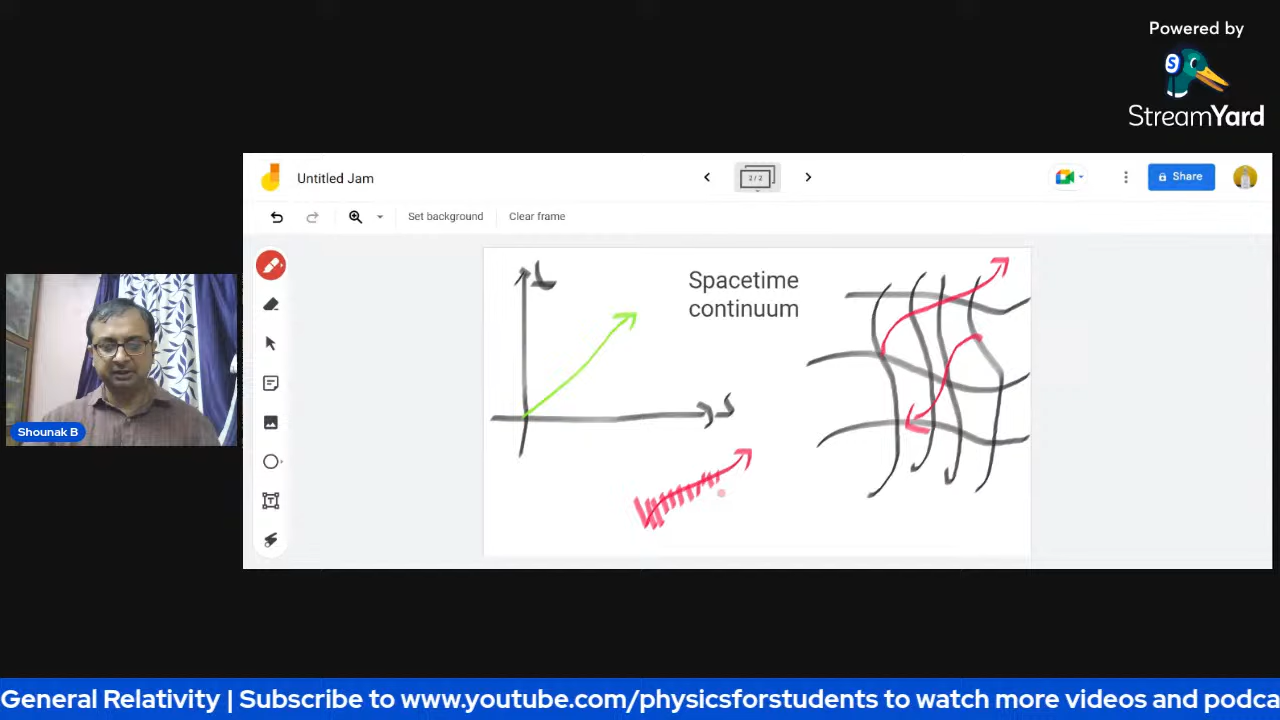 Powered by
S
StreamYard
Untitled Jam
2 / 2
Share
Set background
Clear frame
t
Spacetime
continuum
s
Shounak B
General Relativity | Subscribe to www.youtube.com/physicsforstudents to watch more videos and podca